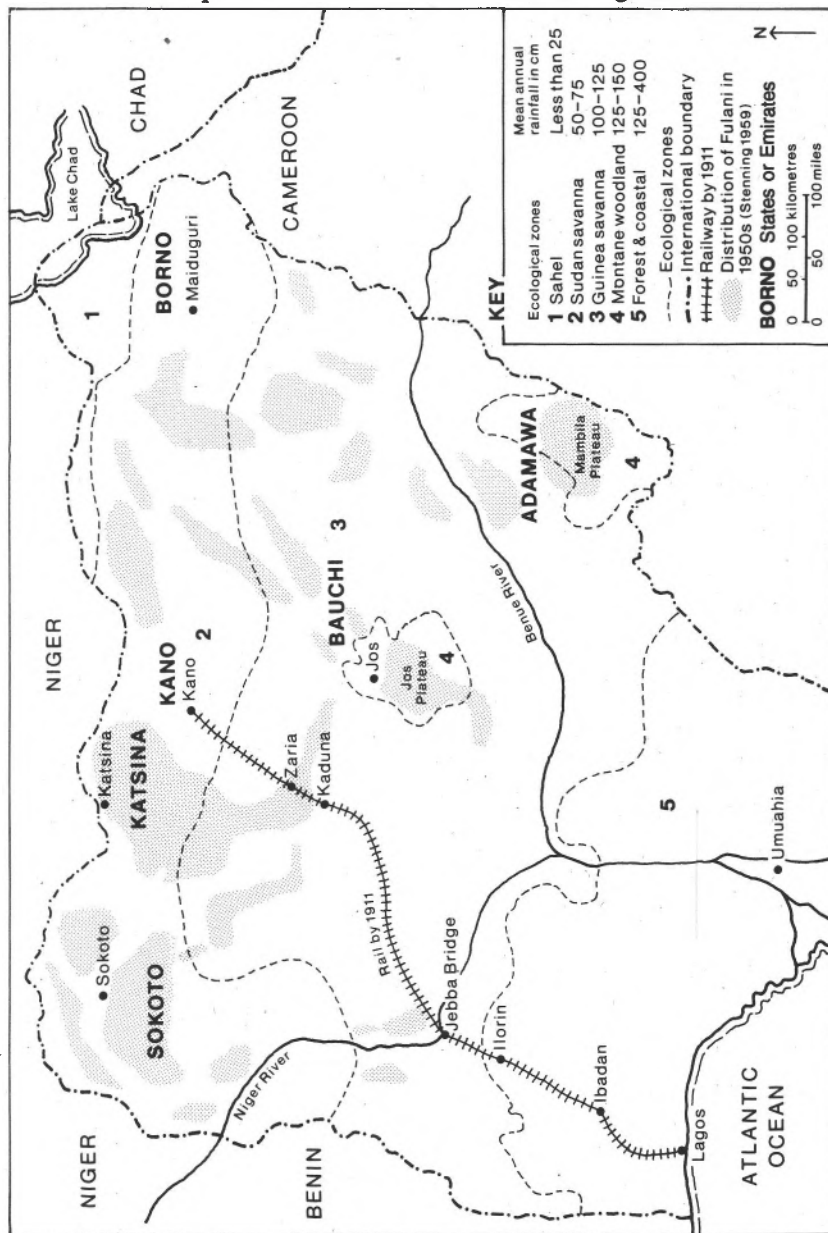 NIGER
NIGER
CHAD
Lake Chad
CAMEROON
BENIN
1
BORNO
Maiduguri
Katsina
KATSINA
KANO
Kano
2
Sokoto
SOKOTO
Zaria
Kaduna
BAUCHI
3
Jos
Jos
Plateau
4
Niger River
Rail by 1911
Benue River
ADAMAWA
Mambila
Plateau
4
Jebba Bridge
Ilorin
Ibadan
Lagos
5
Umuahia
ATLANTIC
OCEAN
KEY
Ecological zones Mean annual
rainfall in cm
1 Sahel Less than 25
2 Sudan savanna 50–75
3 Guinea savanna 100–125
4 Montane woodland 125–150
5 Forest & coastal 125–400
Ecological zones
International boundary
Railway by 1911
Distribution of Fulani in
1950s (Stenning 1959)
BORNO States or Emirates
0 50 100 kilometres
0 50 100 miles
N